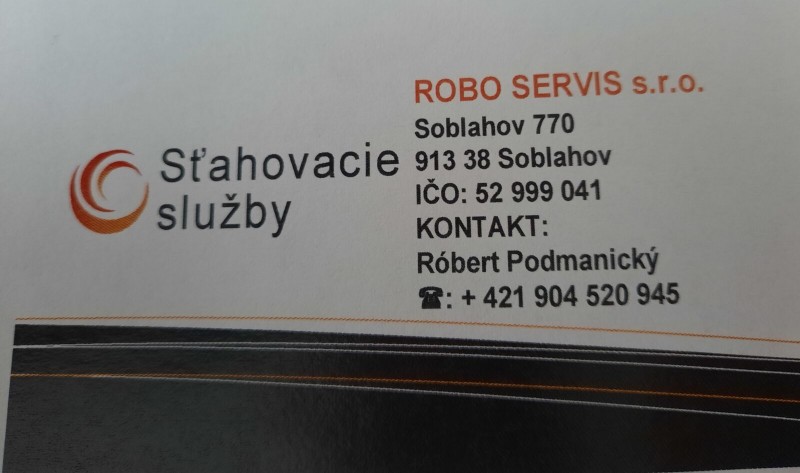 Sťahovacie
služby
ROBO SERVIS s.r.o.
Soblahov 770
913 38 Soblahov
IČO: 52 999 041
KONTAKT:
Róbert Podmanický
☎: + 421 904 520 945